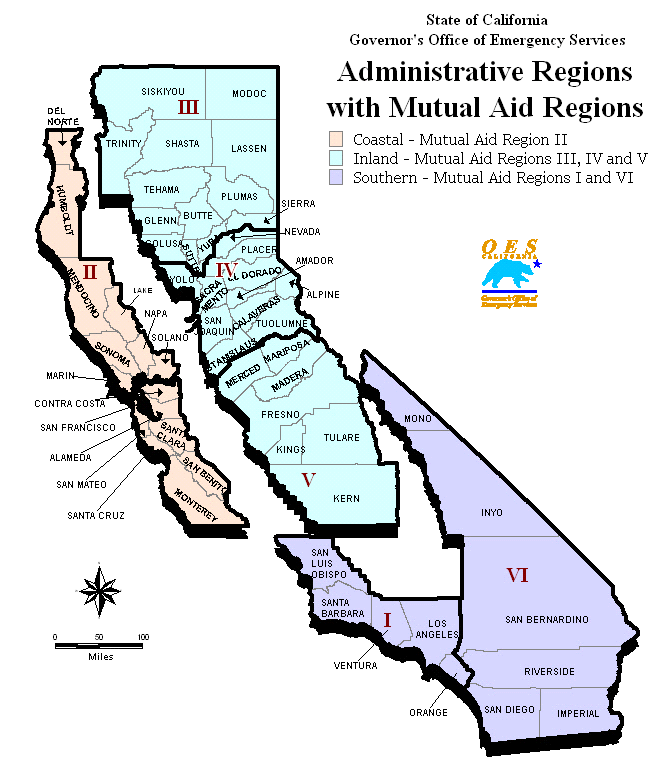 State of California
Governor's Office of Emergency Services
Administrative Regions
with Mutual Aid Regions
Coastal - Mutual Aid Region II
Inland - Mutual Aid Regions III, IV and V
Southern - Mutual Aid Regions I and VI
OES
CALIFORNIA
Governor's Office of
Emergency Services
DEL
NORTE
SISKIYOU
MODOC
III
TRINITY
SHASTA
LASSEN
HUMBOLDT
TEHAMA
PLUMAS
GLENN
BUTTE
SIERRA
COLUSA
SUTTER
YUBA
NEVADA
PLACER
II
MENDOCINO
LAKE
YOLO
IV
EL DORADO
AMADOR
SACRA
MENTO
ALPINE
NAPA
SOLANO
SAN
JOAQUIN
CALAVERAS
TUOLUMNE
SONOMA
STANISLAUS
MARIN
MERCED
MARIPOSA
MADERA
CONTRA COSTA
SAN FRANCISCO
SANTA
CLARA
FRESNO
MONO
ALAMEDA
KINGS
TULARE
SAN BENITO
SAN MATEO
V
MONTEREY
KERN
SANTA CRUZ
INYO
SAN
LUIS
OBISPO
VI
SANTA
BARBARA
I
LOS
ANGELES
SAN BERNARDINO
VENTURA
RIVERSIDE
ORANGE
SAN DIEGO
IMPERIAL
0 50 100
Miles